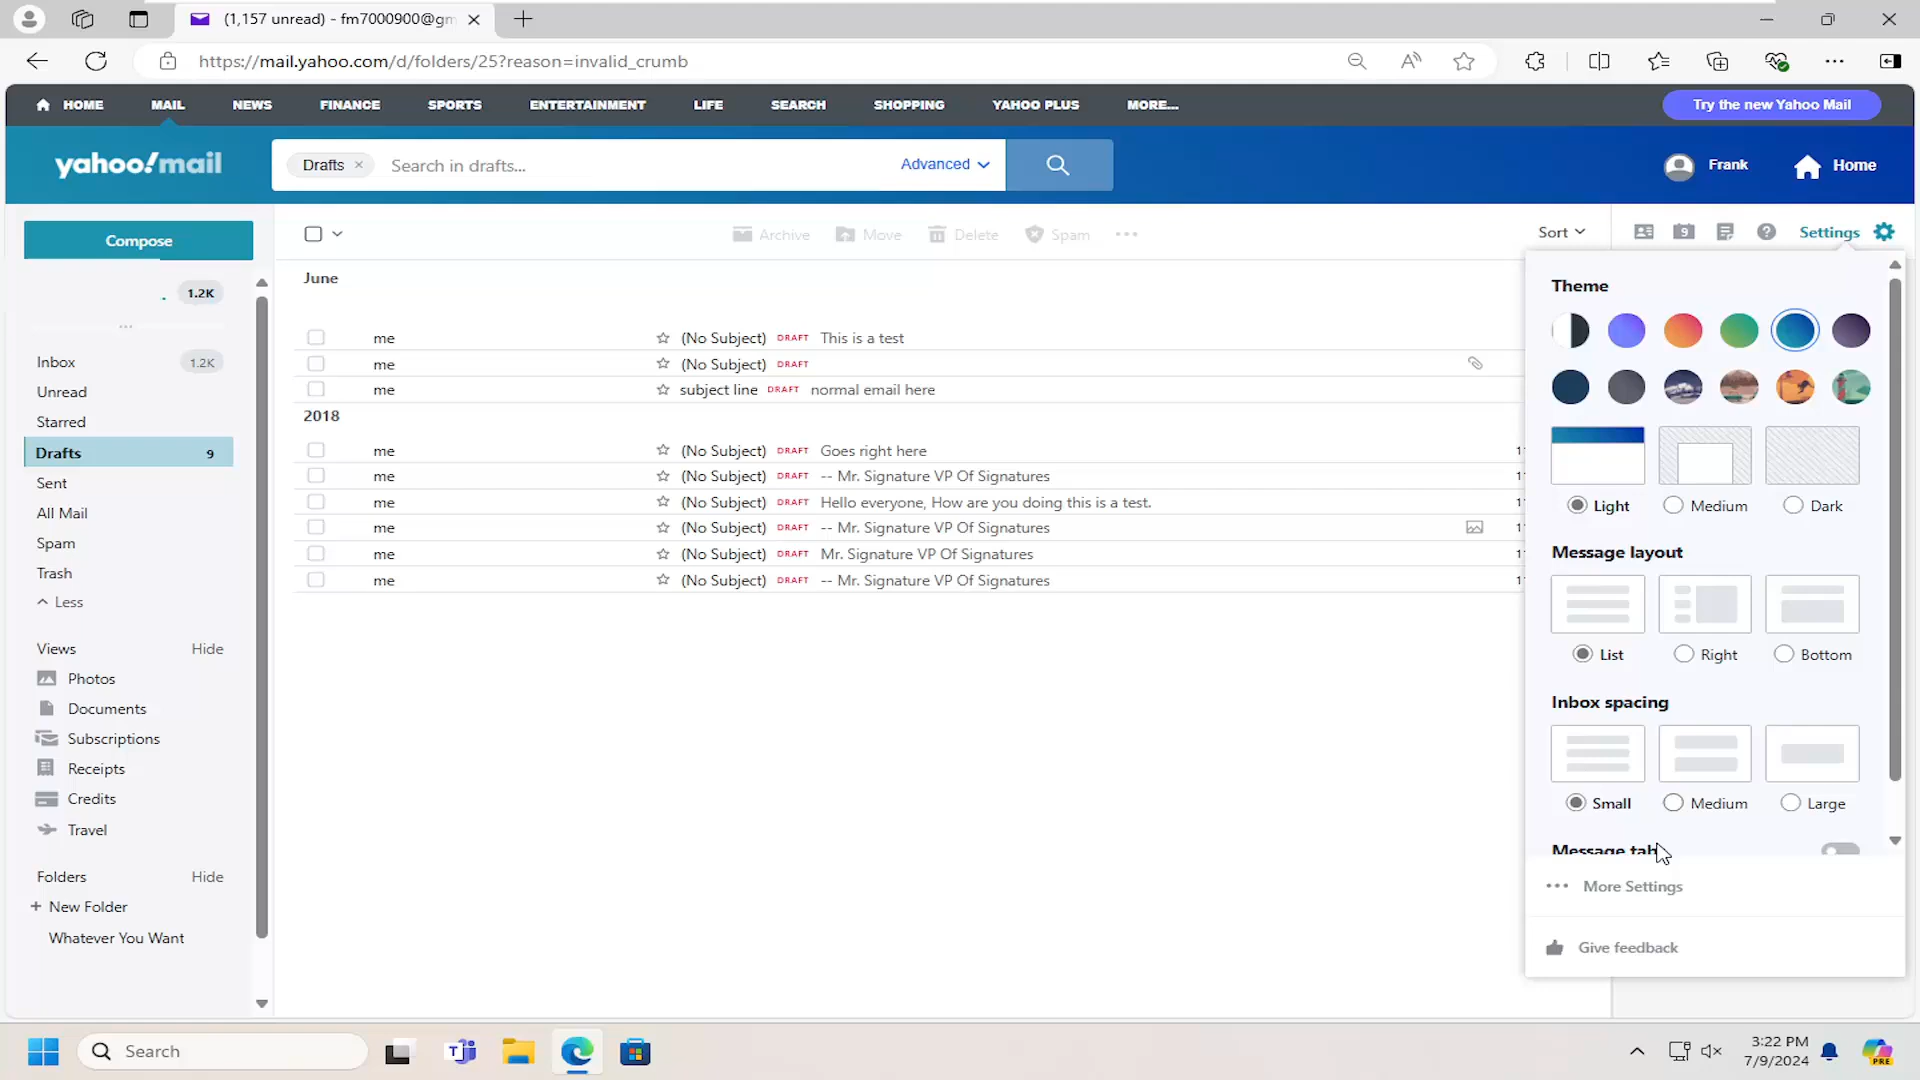 (1,157 unread) - fm7000900@gm
https://mail.yahoo.com/d/folders/25?reason=invalid_crumb
HOME MAIL NEWS FINANCE SPORTS ENTERTAINMENT LIFE SEARCH SHOPPING YAHOO PLUS MORE... Try the new Yahoo Mail
yahoo!mail Drafts Search in drafts... Advanced Frank Home
Compose Archive Move Delete Spam Sort 9 Settings
1.2K
Inbox 1.2K
Unread
Starred
Drafts 9
Sent
All Mail
Spam
Trash
Less
Views Hide
Photos
Documents
Subscriptions
Receipts
Credits
Travel
Folders Hide
+ New Folder
Whatever You Want
June
me (No Subject) DRAFT This is a test
me (No Subject) DRAFT
me subject line DRAFT normal email here
2018
me (No Subject) DRAFT Goes right here
me (No Subject) DRAFT -- Mr. Signature VP Of Signatures
me (No Subject) DRAFT Hello everyone, How are you doing this is a test.
me (No Subject) DRAFT -- Mr. Signature VP Of Signatures
me (No Subject) DRAFT Mr. Signature VP Of Signatures
me (No Subject) DRAFT -- Mr. Signature VP Of Signatures
Theme
Light Medium Dark
Message layout
List Right Bottom
Inbox spacing
Small Medium Large
Message tab
More Settings
Give feedback
Search
3:22 PM
7/9/2024
PRE